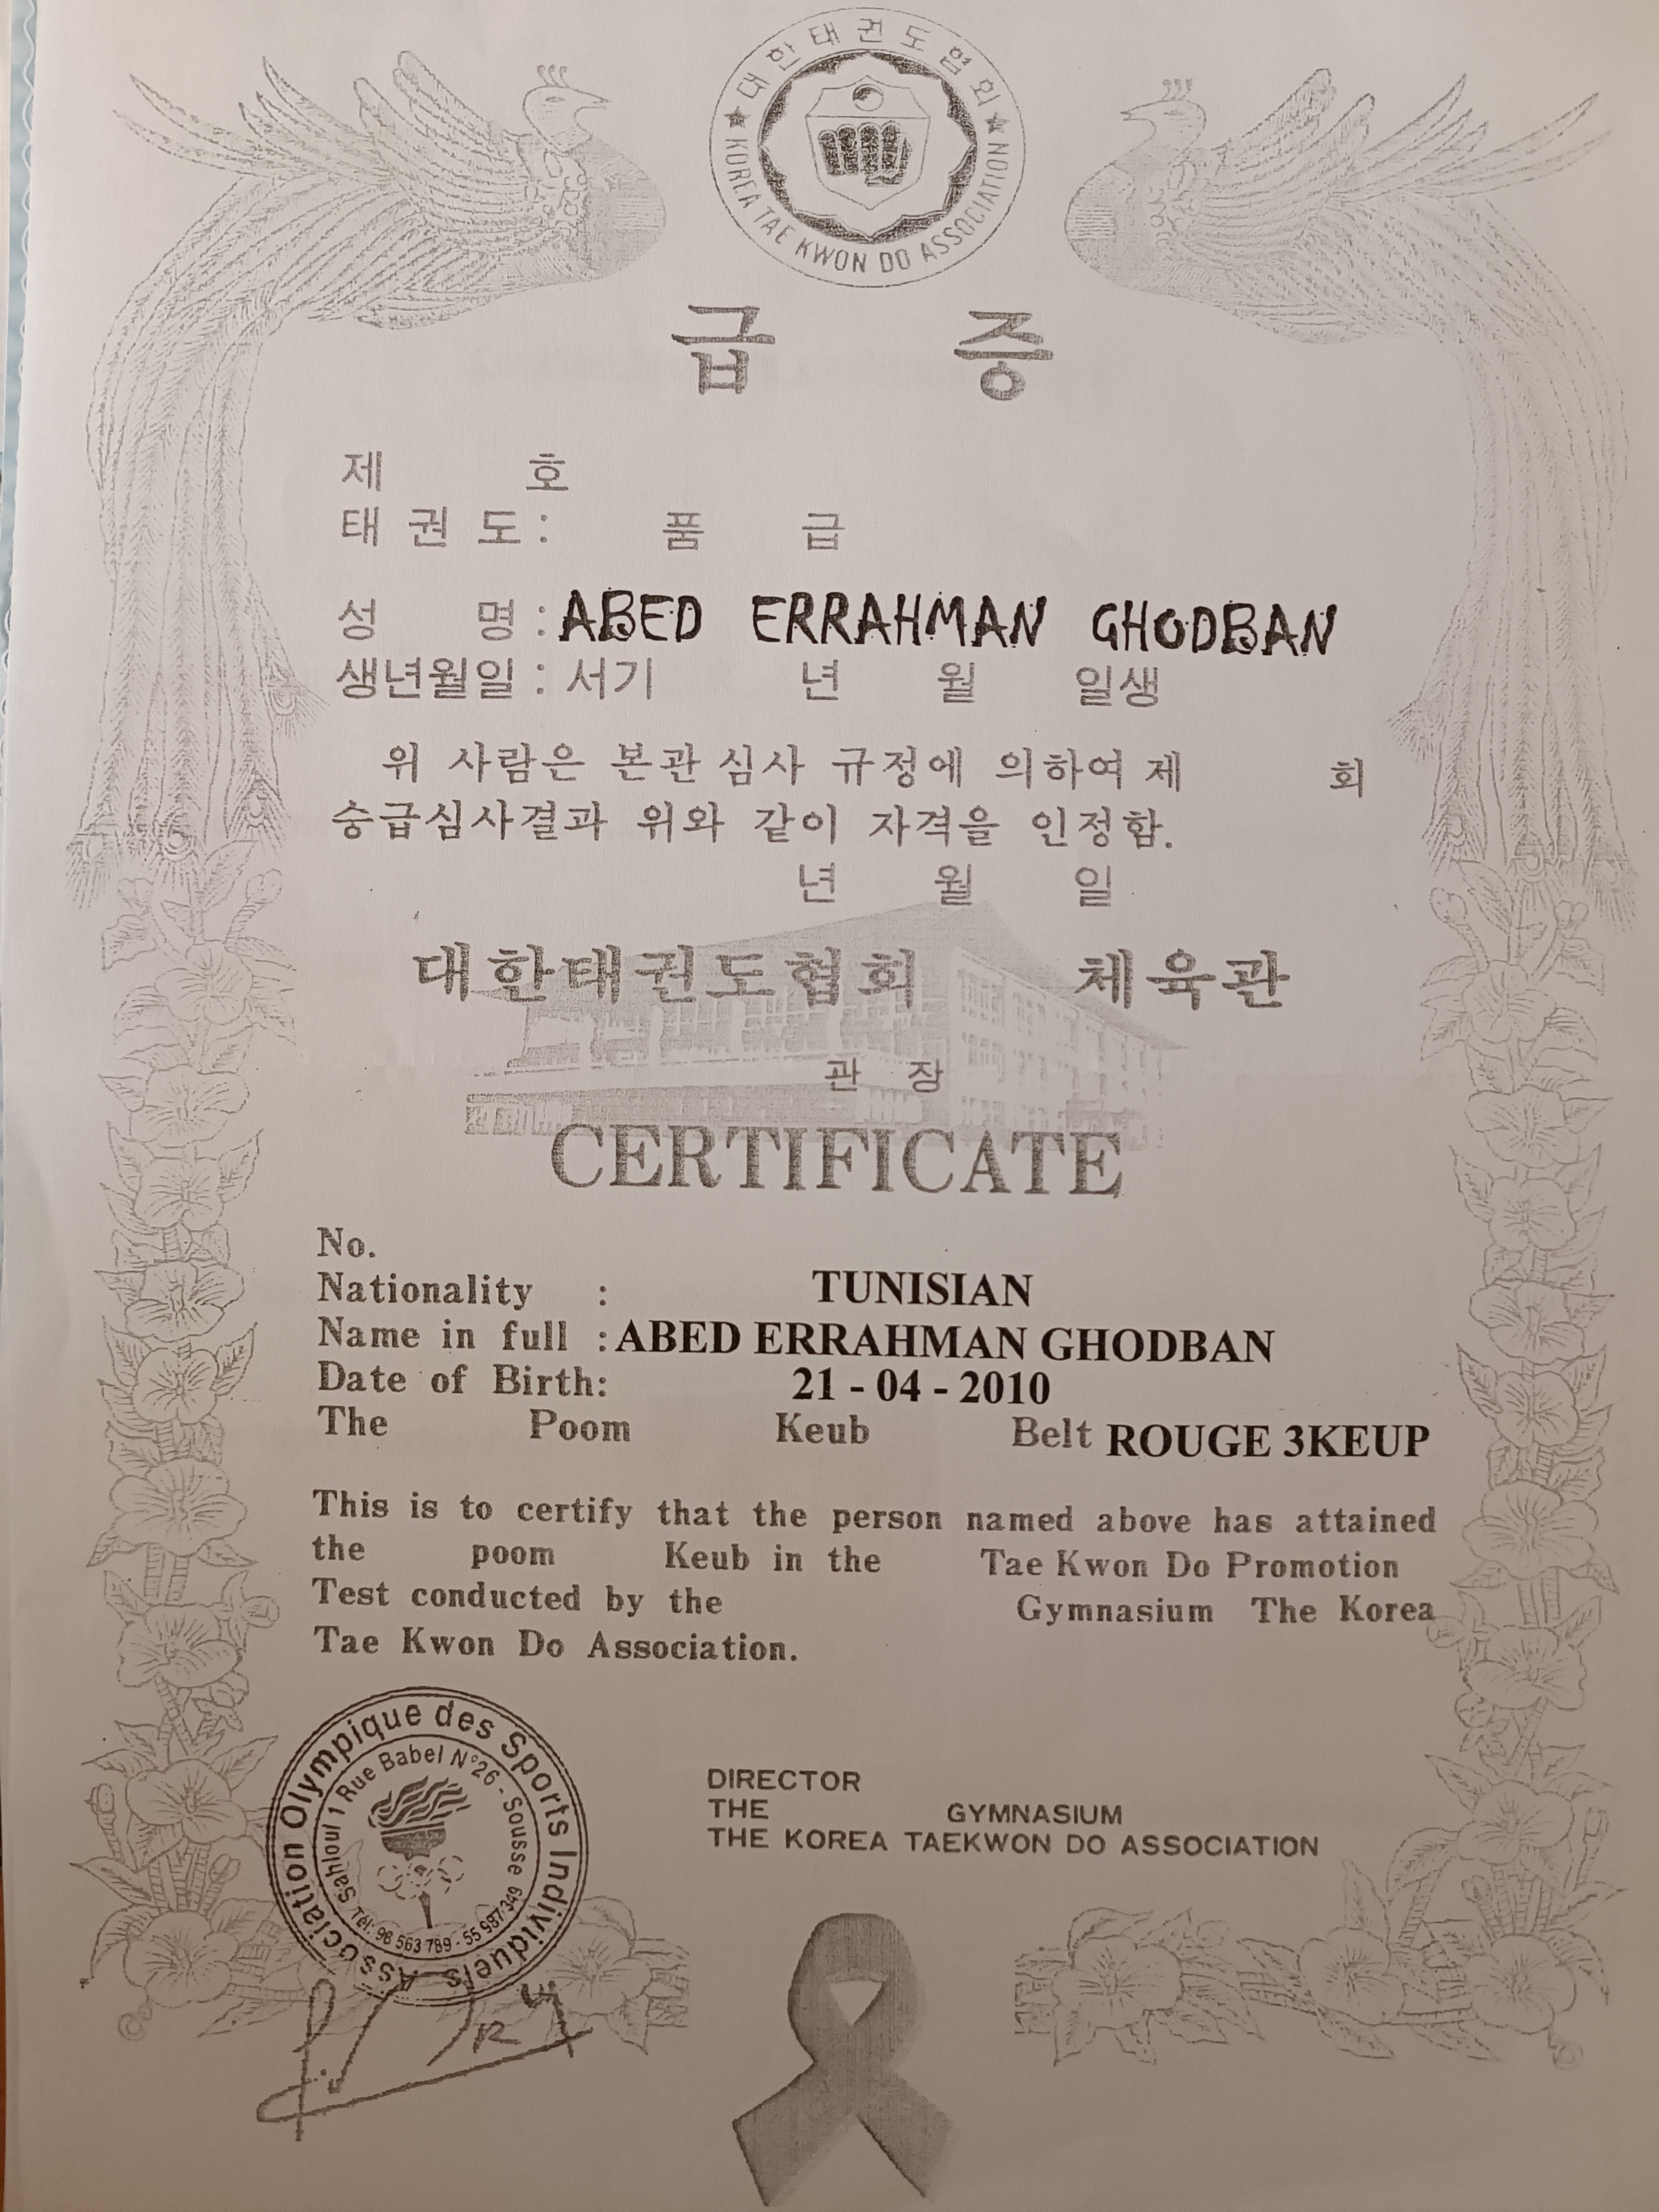 대한태권도협회
★ KOREA TAE KWON DO ASSOCIATION ★
급 증
제 호
태 권 도 : 품 급
성 명 : ABED ERRAHMAN GHODBAN
생년월일 : 서기 년 월 일생
위 사람은 본관 심사 규정에 의하여 제 회
승급심사결과 위와 같이 자격을 인정함.
년 월 일
대한태권도협회 체육관
관 장
CERTIFICATE
No.
Nationality : TUNISIAN
Name in full : ABED ERRAHMAN GHODBAN
Date of Birth: 21 - 04 - 2010
The Poom Keub Belt ROUGE 3KEUP
This is to certify that the person named above has attained
the poom Keub in the Tae Kwon Do Promotion
Test conducted by the Gymnasium The Korea
Tae Kwon Do Association.
Association Olympique des Sports Individuels
Sahloul 1 Rue Babel N°26 - Sousse
Tél: 96 563 789 - 55 987 349
DIRECTOR
THE GYMNASIUM
THE KOREA TAEKWON DO ASSOCIATION